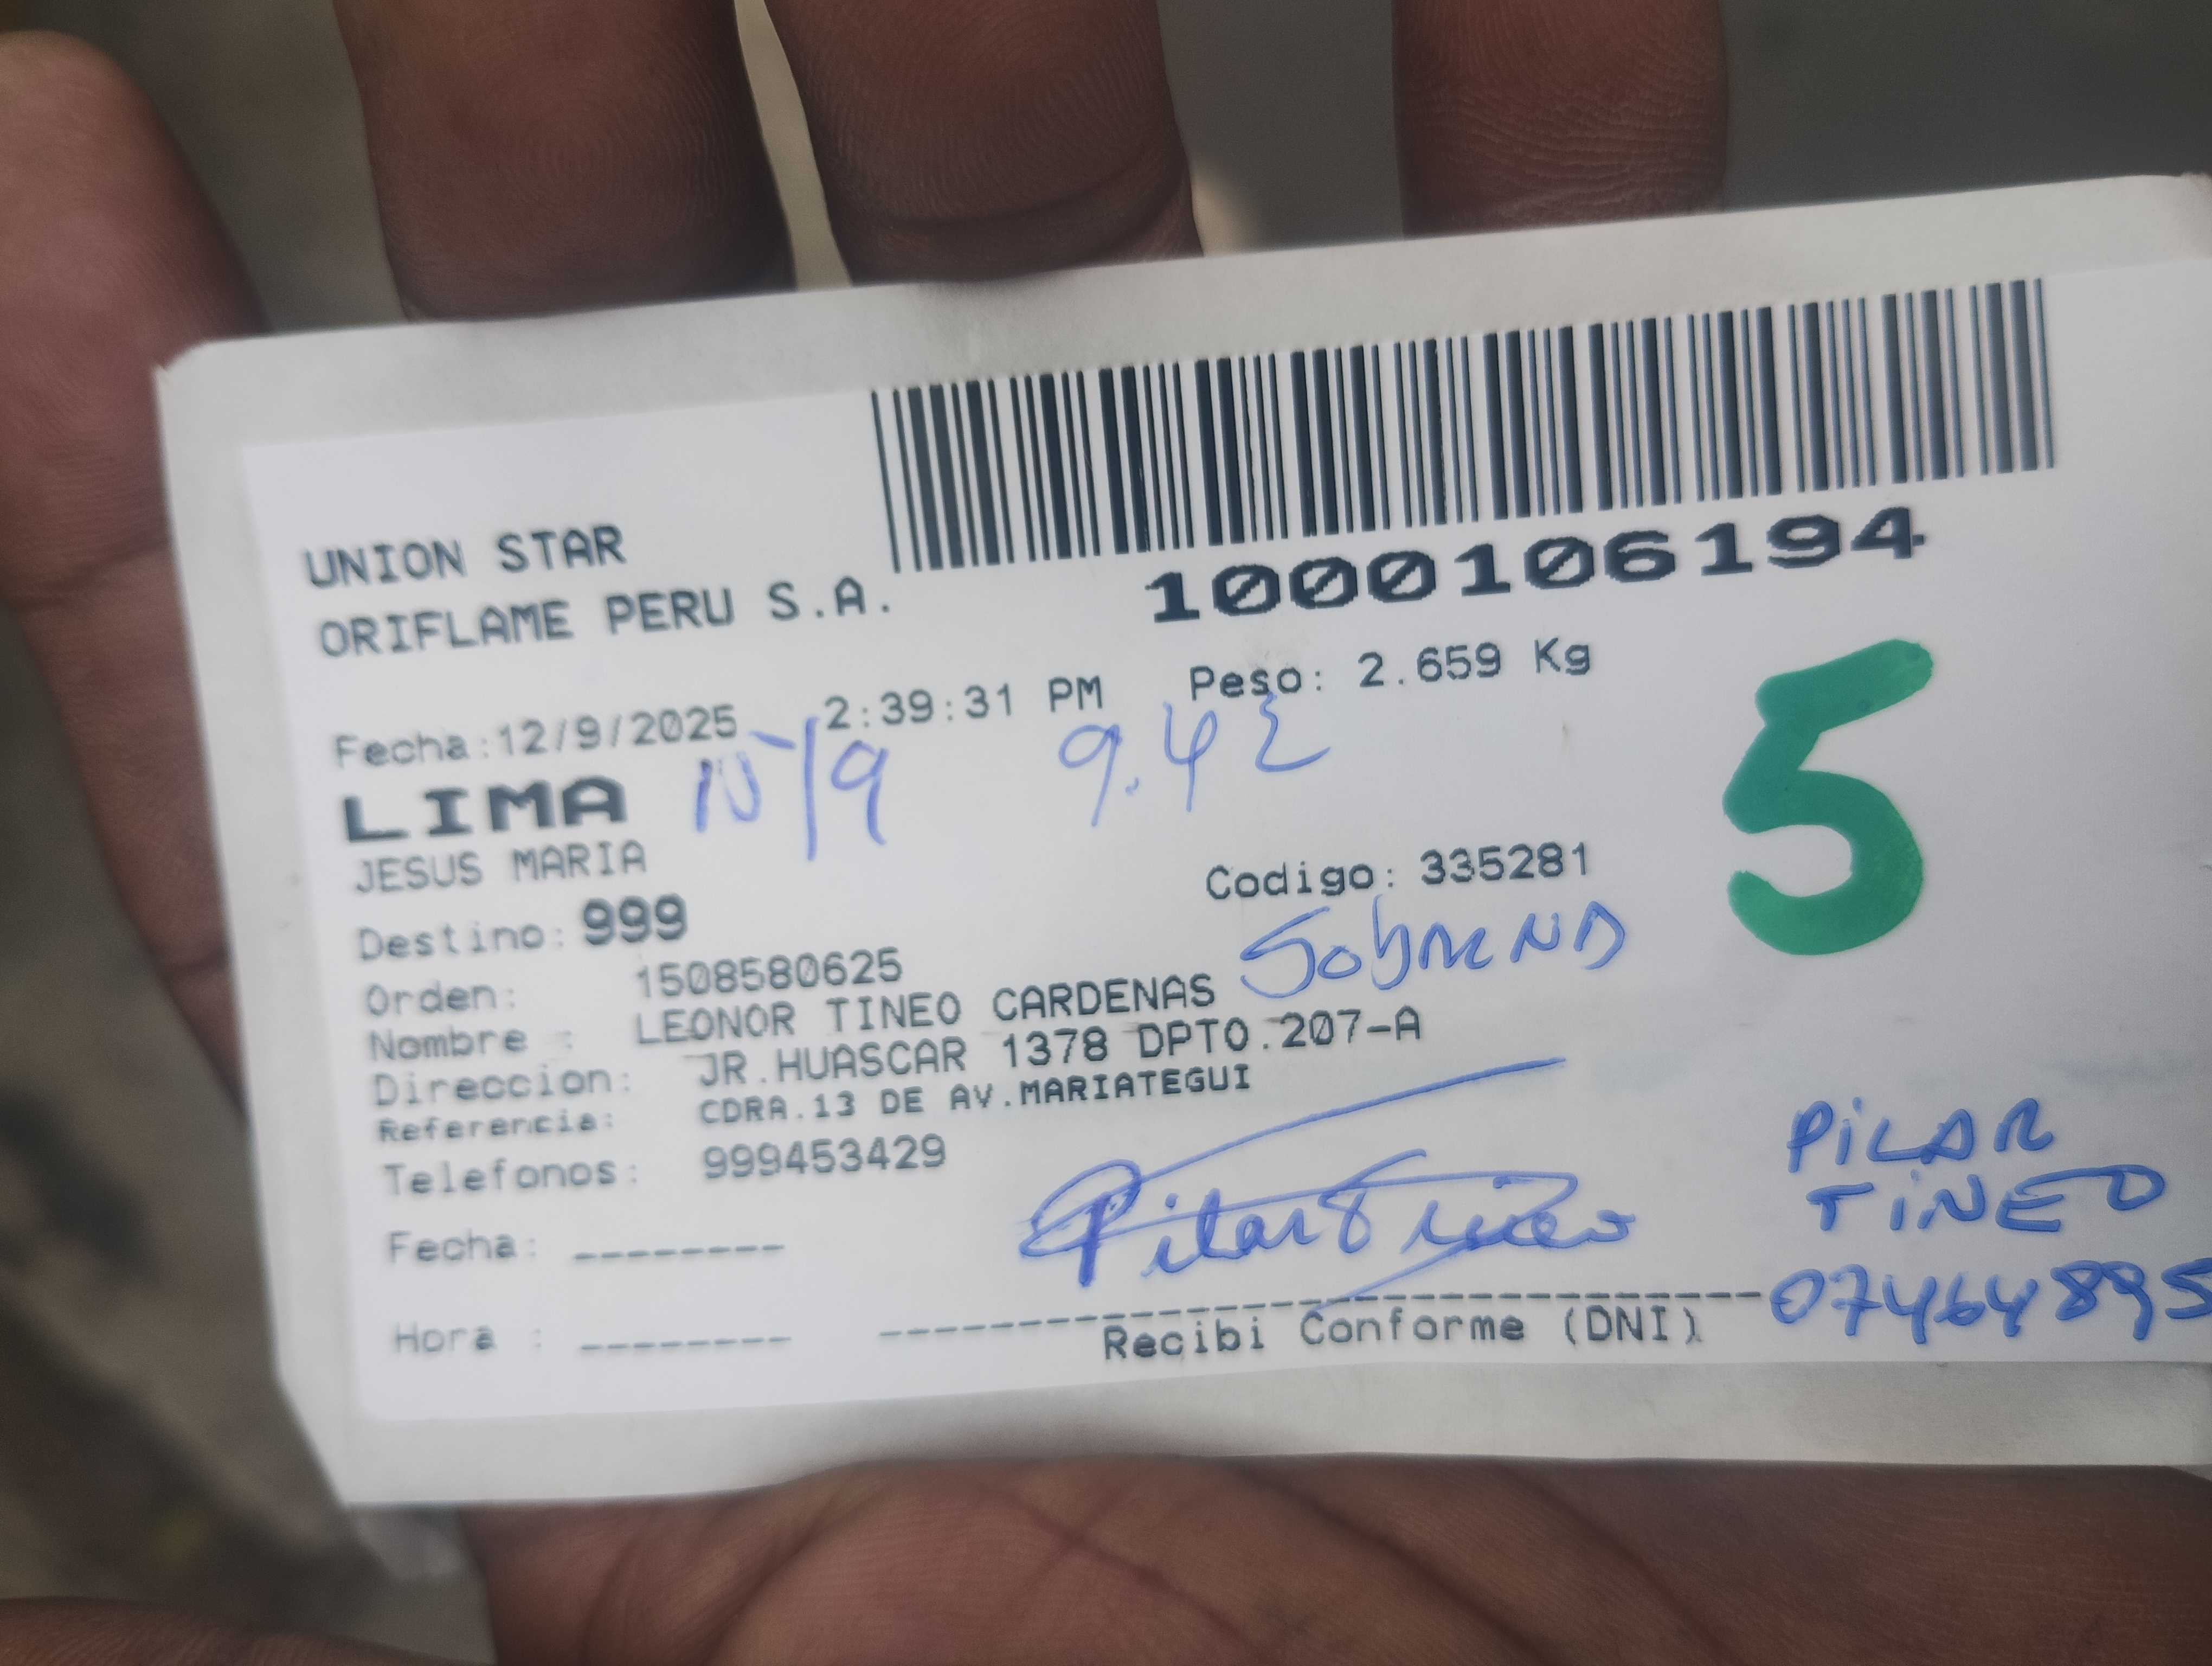 UNION STAR
ORIFLAME PERU S.A.
1000106194
Fecha:12/9/2025 2:39:31 PM Peso: 2.659 Kg
15/9 9.42
LIMA
JESUS MARIA
5
Destino: 999
Codigo: 335281
Orden: 1508580625
Sobrena
Nombre : LEONOR TINEO CARDENAS
Direccion: JR.HUASCAR 1378 DPTO.207-A
Referencia: CDRA.13 DE AV.MARIATEGUI
Telefonos: 999453429
Pilar Tineo
PiLAR
TiNEO
07464895
Fecha: --------
Hora : --------
Recibi Conforme (DNI)